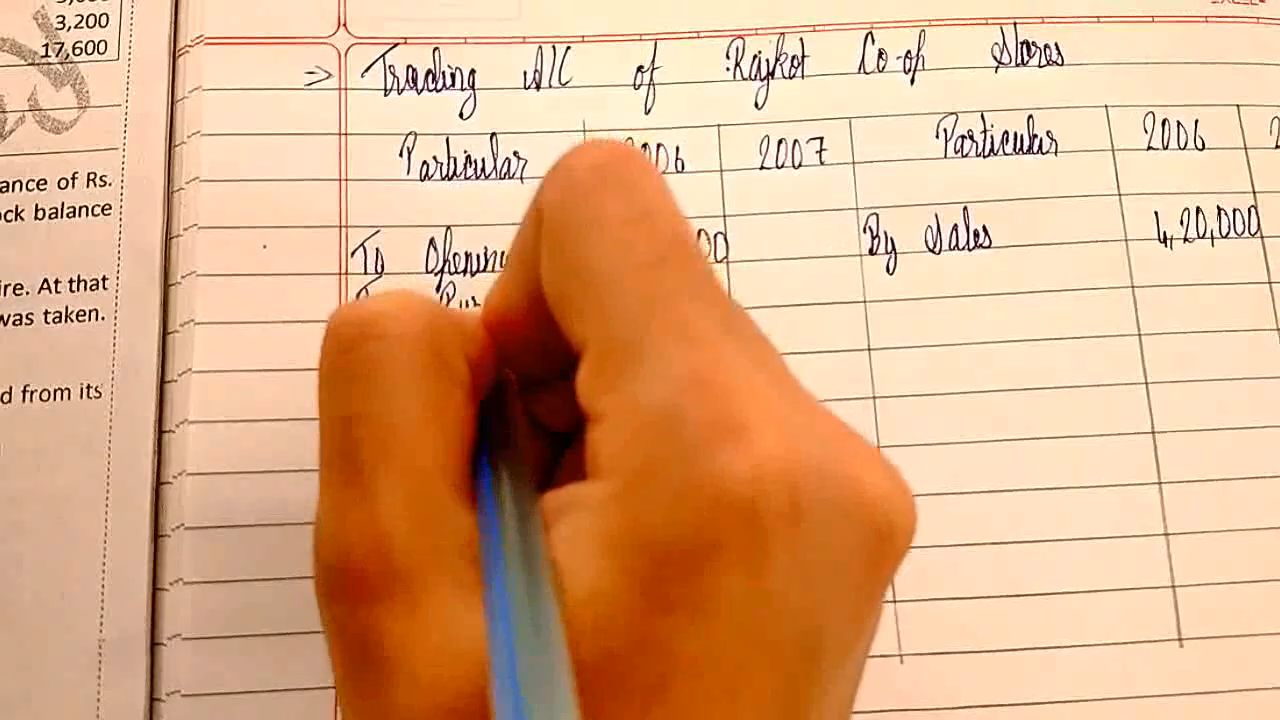 3,200
17,600
ance of Rs.
ck balance
ire. At that
was taken.
d from its
=> Trading A/C of Rajkot Co-op Stores
Particular 2007 Particular 2006
To By Sales 4,20,000